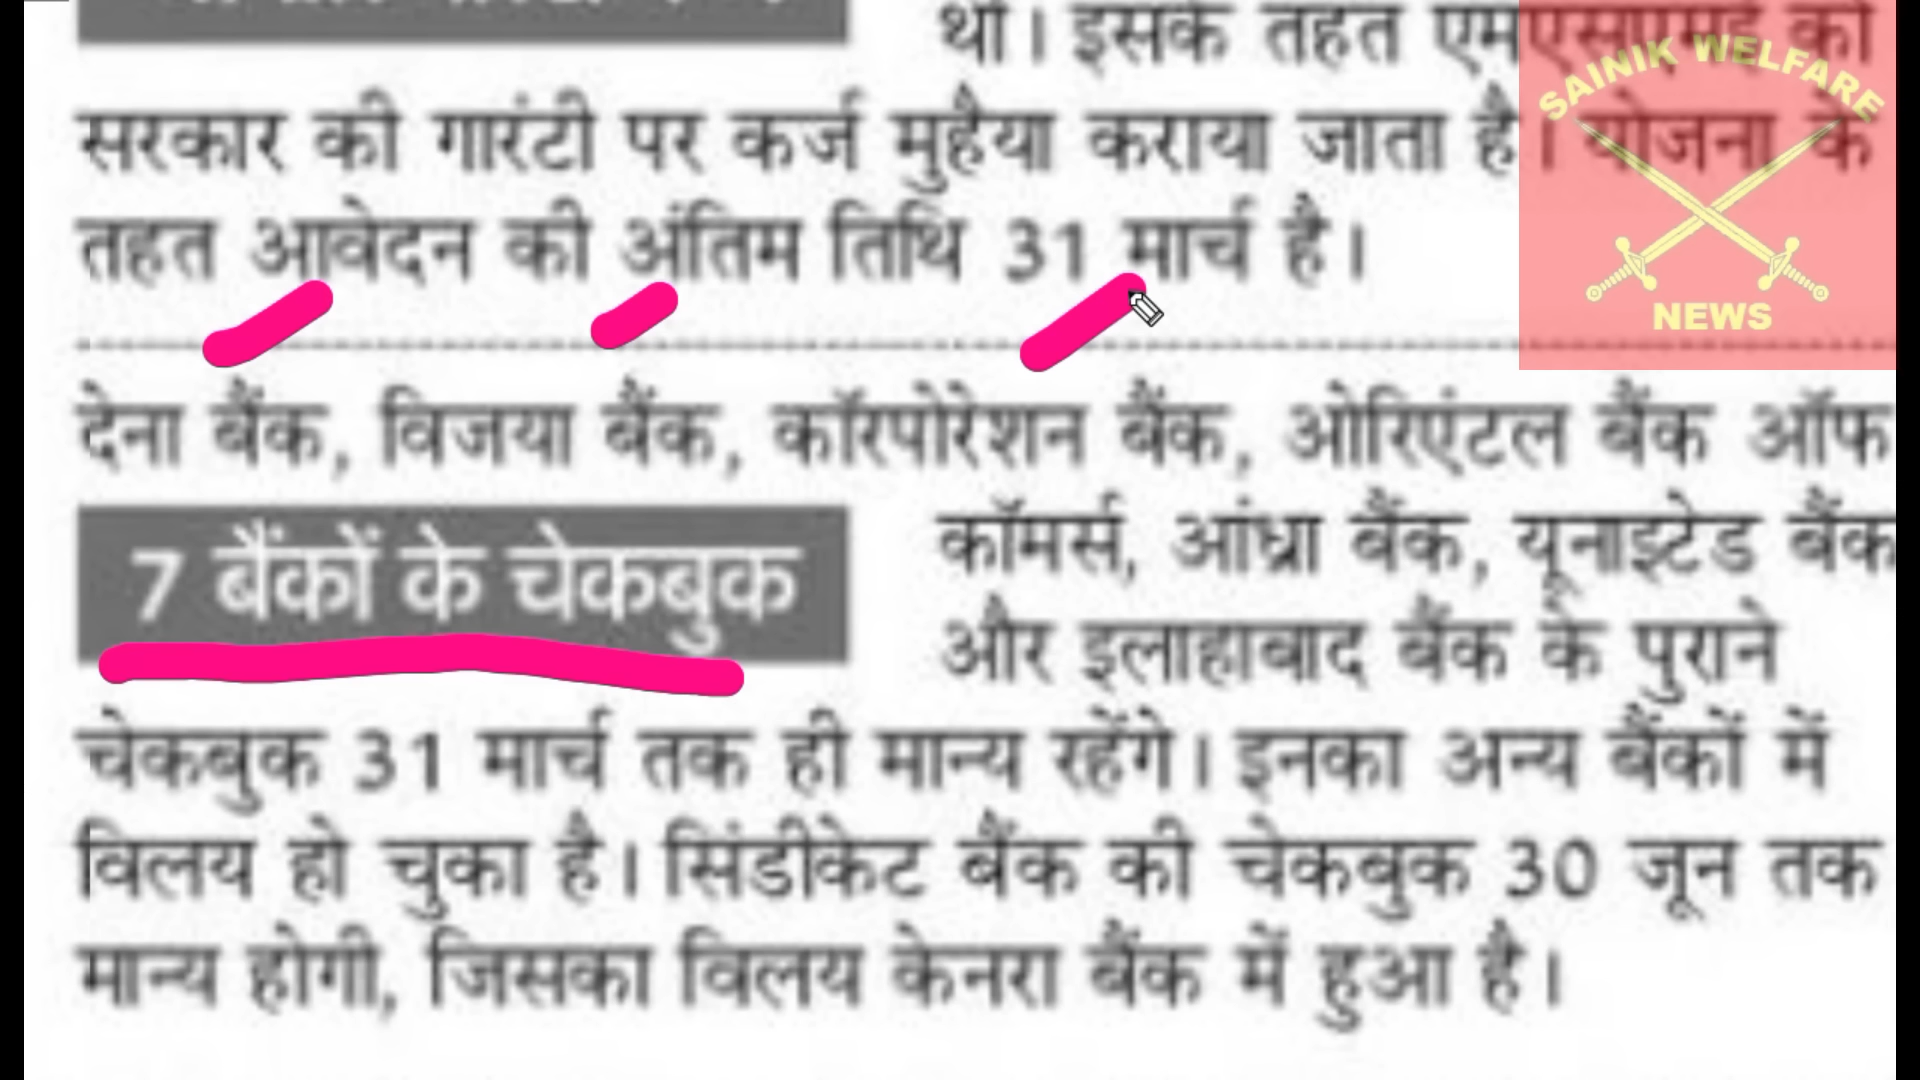 थी। इसके तहत एमएसएमई को
सरकार की गारंटी पर कर्ज मुहैया कराया जाता है। योजना के
तहत आवेदन की अंतिम तिथि 31 मार्च है।
देना बैंक, विजया बैंक, कॉरपोरेशन बैंक, ओरिएंटल बैंक ऑफ
7 बैंकों के चेकबुक
कॉमर्स, आंध्रा बैंक, यूनाइटेड बैंक
और इलाहाबाद बैंक के पुराने
चेकबुक 31 मार्च तक ही मान्य रहेंगे। इनका अन्य बैंकों में
विलय हो चुका है। सिंडीकेट बैंक की चेकबुक 30 जून तक
मान्य होगी, जिसका विलय केनरा बैंक में हुआ है।
SAINIK WELFARE
NEWS